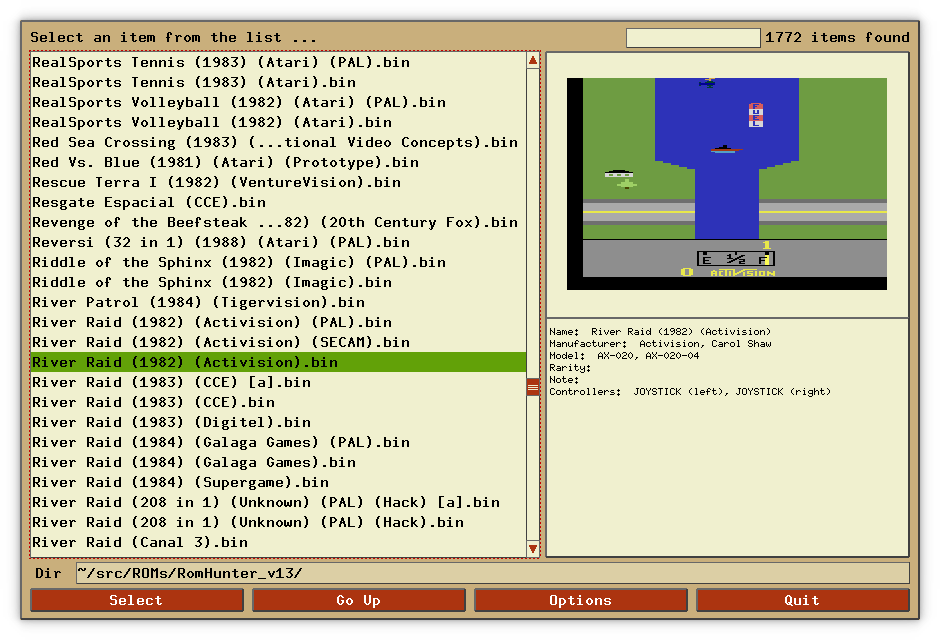 Select an item from the list ...
1772 items found
RealSports Tennis (1983) (Atari) (PAL).bin
RealSports Tennis (1983) (Atari).bin
RealSports Volleyball (1982) (Atari) (PAL).bin
RealSports Volleyball (1982) (Atari).bin
Red Sea Crossing (1983) (...tional Video Concepts).bin
Red Vs. Blue (1981) (Atari) (Prototype).bin
Rescue Terra I (1982) (VentureVision).bin
Resgate Espacial (CCE).bin
Revenge of the Beefsteak ...82) (20th Century Fox).bin
Reversi (32 in 1) (1988) (Atari) (PAL).bin
Riddle of the Sphinx (1982) (Imagic) (PAL).bin
Riddle of the Sphinx (1982) (Imagic).bin
River Patrol (1984) (Tigervision).bin
River Raid (1982) (Activision) (PAL).bin
River Raid (1982) (Activision) (SECAM).bin
River Raid (1982) (Activision).bin
River Raid (1983) (CCE) [a].bin
River Raid (1983) (CCE).bin
River Raid (1983) (Digitel).bin
River Raid (1984) (Galaga Games) (PAL).bin
River Raid (1984) (Galaga Games).bin
River Raid (1984) (Supergame).bin
River Raid (208 in 1) (Unknown) (PAL) (Hack) [a].bin
River Raid (208 in 1) (Unknown) (PAL) (Hack).bin
River Raid (Canal 3).bin
FUEL
1
E 1/2 F
0 ACTIVISION
Name: River Raid (1982) (Activision)
Manufacturer: Activision, Carol Shaw
Model: AX-020, AX-020-04
Rarity:
Note:
Controllers: JOYSTICK (left), JOYSTICK (right)
Dir ~/src/ROMs/RomHunter_v13/
Select
Go Up
Options
Quit